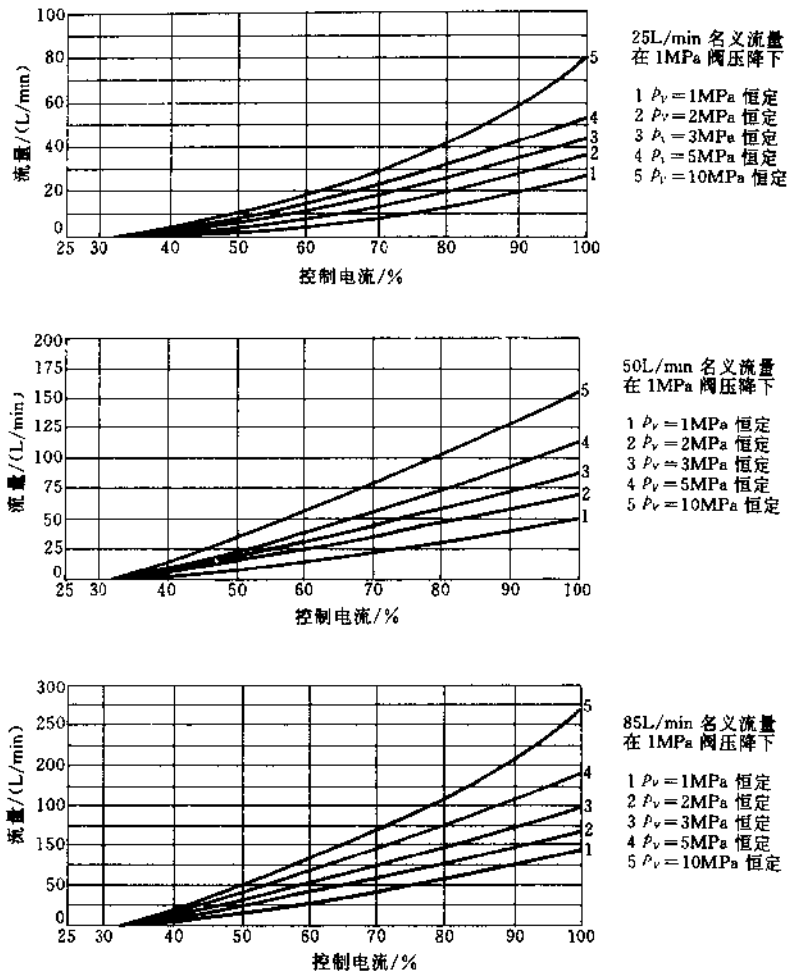 100
80
60
40
20
0
流量/(L/min)
25 30 40 50 60 70 80 90 100
控制电流/%
5
4
3
2
1
25L/min 名义流量
在 1MPa 阀压降下
1 pv=1MPa 恒定
2 pv=2MPa 恒定
3 pv=3MPa 恒定
4 pv=5MPa 恒定
5 pv=10MPa 恒定
200
175
150
125
100
75
50
25
0
流量/(L/min)
25 30 40 50 60 70 80 90 100
控制电流/%
5
4
3
2
1
50L/min 名义流量
在 1MPa 阀压降下
1 pv=1MPa 恒定
2 pv=2MPa 恒定
3 pv=3MPa 恒定
4 pv=5MPa 恒定
5 pv=10MPa 恒定
300
250
200
100
150
50
0
流量/(L/min)
25 30 40 50 60 70 80 90 100
控制电流/%
5
4
3
2
1
85L/min 名义流量
在 1MPa 阀压降下
1 pv=1MPa 恒定
2 pv=2MPa 恒定
3 pv=3MPa 恒定
4 pv=5MPa 恒定
5 pv=10MPa 恒定